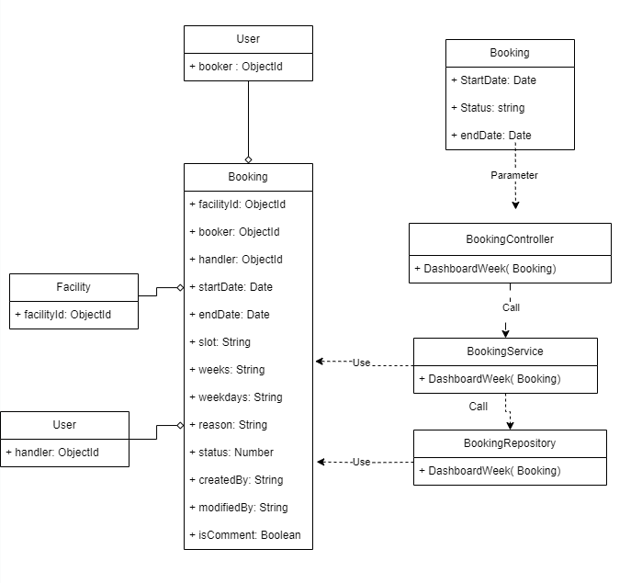 User
+ booker : ObjectId
Booking
+ StartDate: Date
+ Status: string
+ endDate: Date
Parameter
Booking
+ facilityId: ObjectId
+ booker: ObjectId
+ handler: ObjectId
+ startDate: Date
+ endDate: Date
+ slot: String
+ weeks: String
+ weekdays: String
+ reason: String
+ status: Number
+ createdBy: String
+ modifiedBy: String
+ isComment: Boolean
Facility
+ facilityId: ObjectId
User
+ handler: ObjectId
BookingController
+ DashboardWeek( Booking)
Call
BookingService
+ DashboardWeek( Booking)
Use
Call
BookingRepository
+ DashboardWeek( Booking)
Use